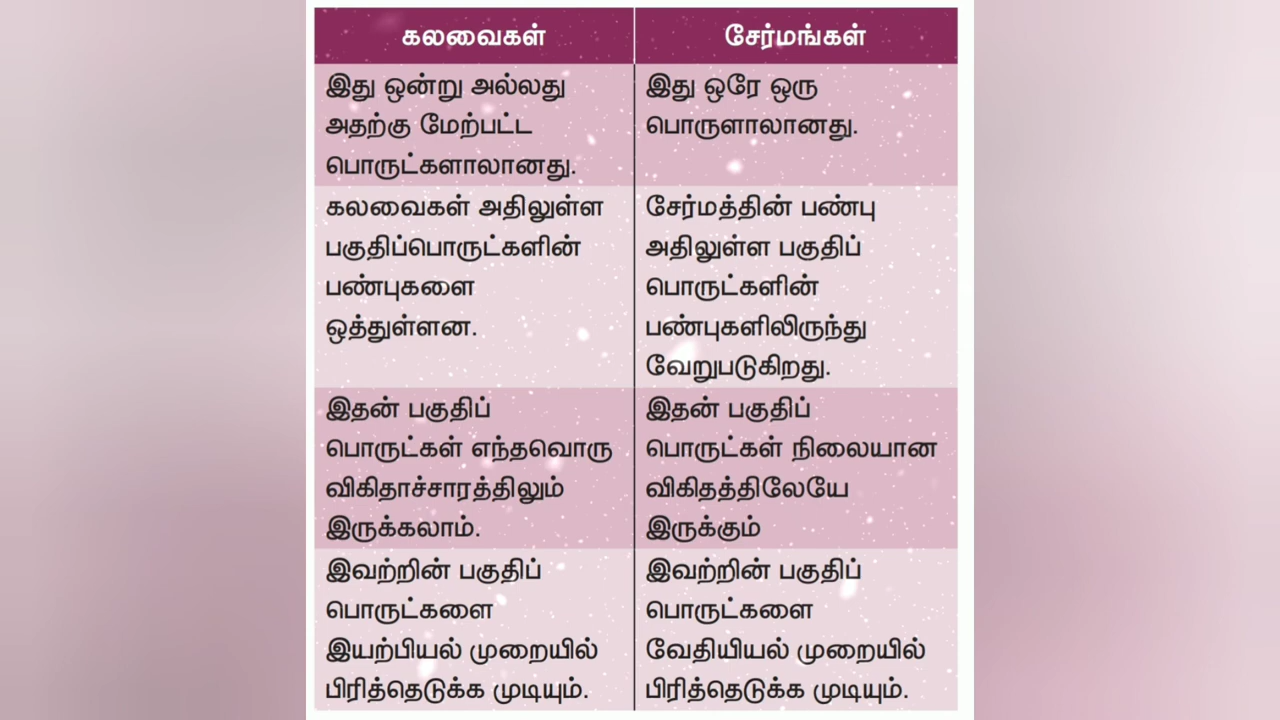 கலவைகள்
சேர்மங்கள்
இது ஒன்று அல்லது
அதற்கு மேற்பட்ட
பொருட்களாலானது.
இது ஒரே ஒரு
பொருளாலானது.
கலவைகள் அதிலுள்ள
பகுதிப்பொருட்களின்
பண்புகளை
ஒத்துள்ளன.
சேர்மத்தின் பண்பு
அதிலுள்ள பகுதிப்
பொருட்களின்
பண்புகளிலிருந்து
வேறுபடுகிறது.
இதன் பகுதிப்
பொருட்கள் எந்தவொரு
விகிதாச்சாரத்திலும்
இருக்கலாம்.
இதன் பகுதிப்
பொருட்கள் நிலையான
விகிதத்திலேயே
இருக்கும்
இவற்றின் பகுதிப்
பொருட்களை
இயற்பியல் முறையில்
பிரித்தெடுக்க முடியும்.
இவற்றின் பகுதிப்
பொருட்களை
வேதியியல் முறையில்
பிரித்தெடுக்க முடியும்.